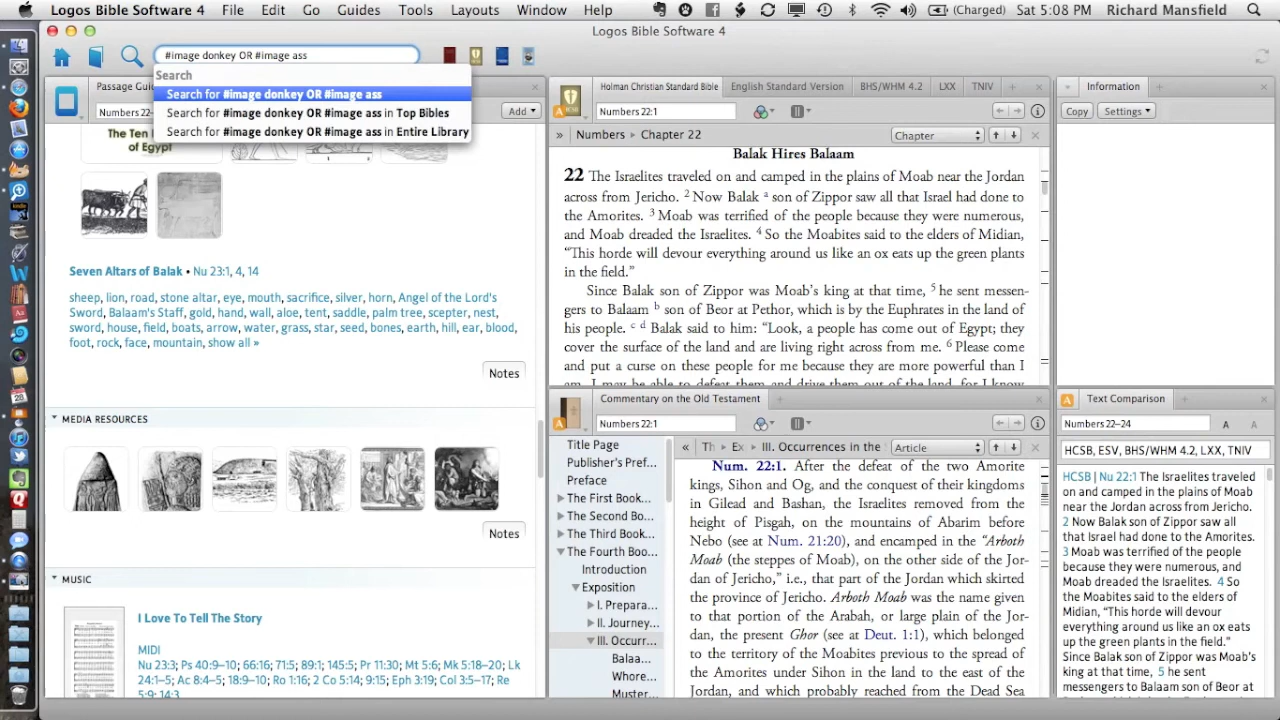 Logos Bible Software 4 File Edit Go Guides Tools Layouts Window Help (Charged) Sat 5:08 PM Richard Mansfield
Logos Bible Software 4
#image donkey OR #image ass
Search
Search for #image donkey OR #image ass
Search for #image donkey OR #image ass in Top Bibles
Search for #image donkey OR #image ass in Entire Library
Passage Gu
Numbers 22–
Add
The Ten
of Egypt
Seven Altars of Balak • Nu 23:1, 4, 14
sheep, lion, road, stone altar, eye, mouth, sacrifice, silver, horn, Angel of the Lord's
Sword, Balaam's Staff, gold, hand, wall, aloe, tent, saddle, palm tree, scepter, nest,
sword, house, field, boats, arrow, water, grass, star, seed, bones, earth, hill, ear, blood,
foot, rock, face, mountain, show all »
Notes
MEDIA RESOURCES
Notes
MUSIC
I Love To Tell The Story
MIDI
Nu 23:3; Ps 40:9–10; 66:16; 71:5; 89:1; 145:5; Pr 11:30; Mt 5:6; Mk 5:18–20; Lk
24:1–5; Ac 8:4–5; 18:9–10; Ro 1:16; 2 Co 5:14; 9:15; Eph 3:19; Col 3:5–17; Re
5:9; 14:3
Holman Christian Standard Bible English Standard Version BHS/WHM 4.2 LXX TNIV
Numbers 22:1
» Numbers ▸ Chapter 22 Chapter
Balak Hires Balaam
22 The Israelites traveled on and camped in the plains of Moab near the Jordan
across from Jericho. 2 Now Balak a son of Zippor saw all that Israel had done to
the Amorites. 3 Moab was terrified of the people because they were numerous,
and Moab dreaded the Israelites. 4 So the Moabites said to the elders of Midian,
“This horde will devour everything around us like an ox eats up the green plants
in the field.”
Since Balak son of Zippor was Moab's king at that time, 5 he sent messen-
gers to Balaam b son of Beor at Pethor, which is by the Euphrates in the land of
his people. c d Balak said to him: “Look, a people has come out of Egypt; they
cover the surface of the land and are living right across from me. 6 Please come
and put a curse on these people for me because they are more powerful than I
am. I may be able to defeat them and drive them out of the land, for I know
Commentary on the Old Testament
Numbers 22:1
Title Page
Publisher's Pref...
Preface
The First Book...
The Second Bo...
The Third Book...
The Fourth Boo...
Introduction
Exposition
I. Prepara...
II. Journey...
III. Occurr...
Balaa...
Whore...
Muster...
« Th ▸ Ex ▸ III. Occurrences in the Article
Num. 22:1. After the defeat of the two Amorite
kings, Sihon and Og, and the conquest of their kingdoms
in Gilead and Bashan, the Israelites removed from the
height of Pisgah, on the mountains of Abarim before
Nebo (see at Num. 21:20), and encamped in the “Arboth
Moab (the steppes of Moab), on the other side of the Jor-
dan of Jericho,” i.e., that part of the Jordan which skirted
the province of Jericho. Arboth Moab was the name given
to that portion of the Arabah, or large plain of the Jor-
dan, the present Ghor (see at Deut. 1:1), which belonged
to the territory of the Moabites previous to the spread of
the Amorites under Sihon in the land to the east of the
Jordan, and which probably reached from the Dead Sea
Information
Copy Settings
Text Comparison
Numbers 22–24 A A
HCSB, ESV, BHS/WHM 4.2, LXX, TNIV
HCSB | Nu 22:1 The Israelites
traveled on and camped in
the plains of Moab near the
Jordan across from Jericho.
2 Now Balak son of Zippor saw
all that Israel had done to
the Amorites.
3 Moab was terrified of the
people because they were
numerous, and Moab
dreaded the Israelites. 4 So
the Moabites said to the
elders of Midian, “This horde
will devour everything
around us like an ox eats up
the green plants in the field.”
Since Balak son of Zippor
was Moab's king at that
time, 5 he sent
messengers to Balaam son
of Beor at